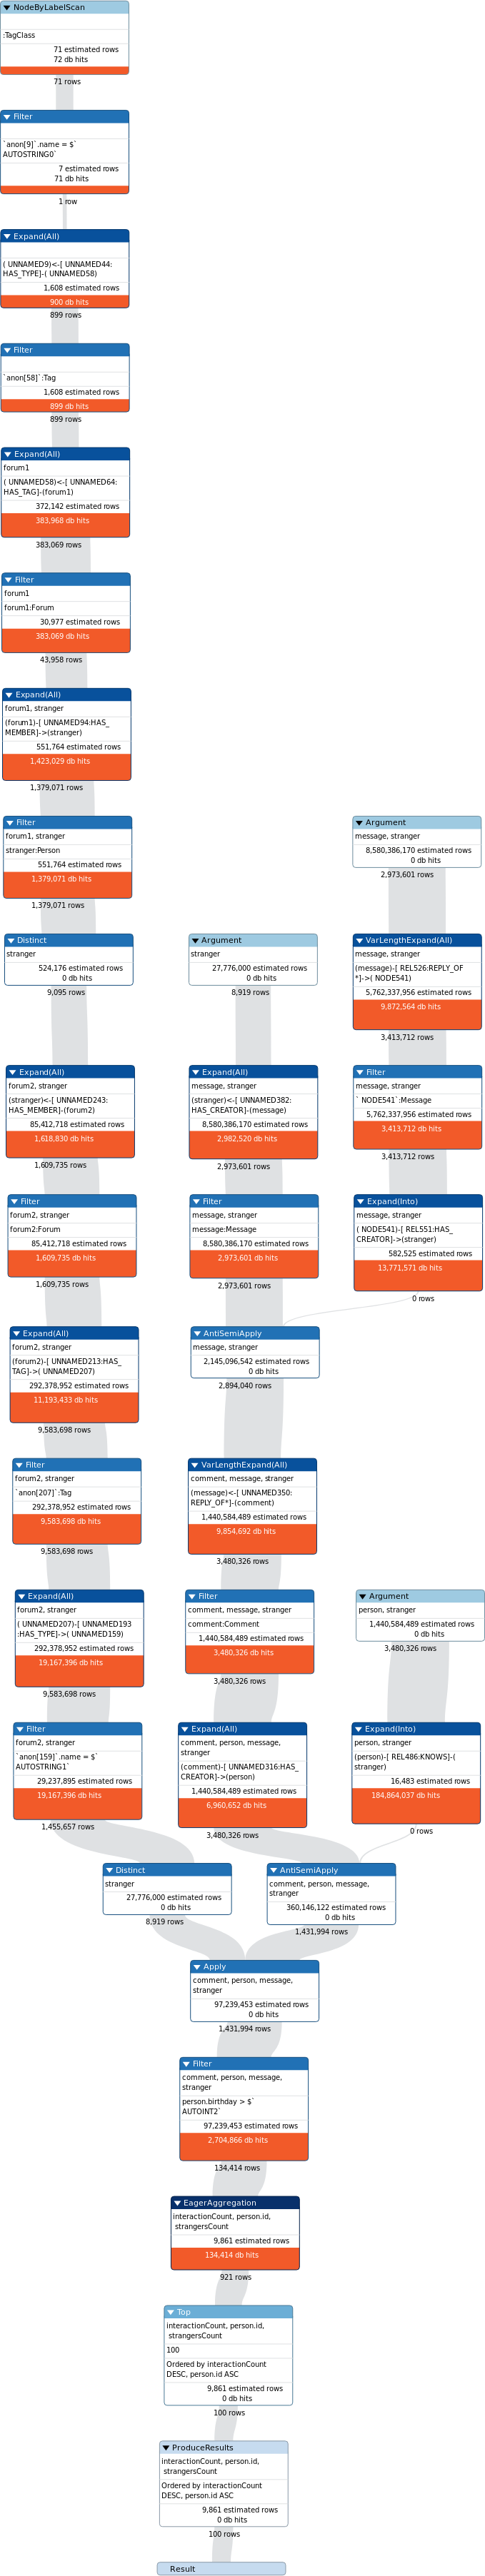 NodeByLabelScan
:TagClass
71 estimated rows
72 db hits
71 rows
Filter
`anon[9]`.name = $`
AUTOSTRING0`
7 estimated rows
71 db hits
1 row
Expand(All)
( UNNAMED9)<-[ UNNAMED44:
HAS_TYPE]-( UNNAMED58)
1,608 estimated rows
900 db hits
899 rows
Filter
`anon[58]`:Tag
1,608 estimated rows
899 db hits
899 rows
Expand(All)
forum1
( UNNAMED58)<-[ UNNAMED64:
HAS_TAG]-(forum1)
372,142 estimated rows
383,968 db hits
383,069 rows
Filter
forum1
forum1:Forum
30,977 estimated rows
383,069 db hits
43,958 rows
Expand(All)
forum1, stranger
(forum1)-[ UNNAMED94:HAS_
MEMBER]->(stranger)
551,764 estimated rows
1,423,029 db hits
1,379,071 rows
Filter
forum1, stranger
stranger:Person
551,764 estimated rows
1,379,071 db hits
1,379,071 rows
Argument
message, stranger
8,580,386,170 estimated rows
0 db hits
2,973,601 rows
Distinct
stranger
524,176 estimated rows
0 db hits
9,095 rows
Argument
stranger
27,776,000 estimated rows
0 db hits
8,919 rows
VarLengthExpand(All)
message, stranger
(message)-[ REL526:REPLY_OF
*]->( NODE541)
5,762,337,956 estimated rows
9,872,564 db hits
3,413,712 rows
Expand(All)
forum2, stranger
(stranger)<-[ UNNAMED243:
HAS_MEMBER]-(forum2)
85,412,718 estimated rows
1,618,830 db hits
1,609,735 rows
Expand(All)
message, stranger
(stranger)<-[ UNNAMED382:
HAS_CREATOR]-(message)
8,580,386,170 estimated rows
2,982,520 db hits
2,973,601 rows
Filter
message, stranger
` NODE541`:Message
5,762,337,956 estimated rows
3,413,712 db hits
3,413,712 rows
Filter
forum2, stranger
forum2:Forum
85,412,718 estimated rows
1,609,735 db hits
1,609,735 rows
Filter
message, stranger
message:Message
8,580,386,170 estimated rows
2,973,601 db hits
2,973,601 rows
Expand(Into)
message, stranger
( NODE541)-[ REL551:HAS_
CREATOR]->(stranger)
582,525 estimated rows
13,771,571 db hits
0 rows
Expand(All)
forum2, stranger
(forum2)-[ UNNAMED213:HAS_
TAG]->( UNNAMED207)
292,378,952 estimated rows
11,193,433 db hits
9,583,698 rows
AntiSemiApply
message, stranger
2,145,096,542 estimated rows
0 db hits
2,894,040 rows
Filter
forum2, stranger
`anon[207]`:Tag
292,378,952 estimated rows
9,583,698 db hits
9,583,698 rows
VarLengthExpand(All)
comment, message, stranger
(message)<-[ UNNAMED350:
REPLY_OF*]-(comment)
1,440,584,489 estimated rows
9,854,692 db hits
3,480,326 rows
Expand(All)
forum2, stranger
( UNNAMED207)-[ UNNAMED193
:HAS_TYPE]->( UNNAMED159)
292,378,952 estimated rows
19,167,396 db hits
9,583,698 rows
Filter
comment, message, stranger
comment:Comment
1,440,584,489 estimated rows
3,480,326 db hits
3,480,326 rows
Argument
person, stranger
1,440,584,489 estimated rows
0 db hits
3,480,326 rows
Filter
forum2, stranger
`anon[159]`.name = $`
AUTOSTRING1`
29,237,895 estimated rows
19,167,396 db hits
1,455,657 rows
Expand(All)
comment, person, message,
stranger
(comment)-[ UNNAMED316:HAS_
CREATOR]->(person)
1,440,584,489 estimated rows
6,960,652 db hits
3,480,326 rows
Expand(Into)
person, stranger
(person)-[ REL486:KNOWS]-(
stranger)
16,483 estimated rows
184,864,037 db hits
0 rows
Distinct
stranger
27,776,000 estimated rows
0 db hits
8,919 rows
AntiSemiApply
comment, person, message,
stranger
360,146,122 estimated rows
0 db hits
1,431,994 rows
Apply
comment, person, message,
stranger
97,239,453 estimated rows
0 db hits
1,431,994 rows
Filter
comment, person, message,
stranger
person.birthday > $`
AUTOINT2`
97,239,453 estimated rows
2,704,866 db hits
134,414 rows
EagerAggregation
interactionCount, person.id,
strangersCount
9,861 estimated rows
134,414 db hits
921 rows
Top
interactionCount, person.id,
strangersCount
100
Ordered by interactionCount
DESC, person.id ASC
9,861 estimated rows
0 db hits
100 rows
ProduceResults
interactionCount, person.id,
strangersCount
Ordered by interactionCount
DESC, person.id ASC
9,861 estimated rows
0 db hits
100 rows
Result